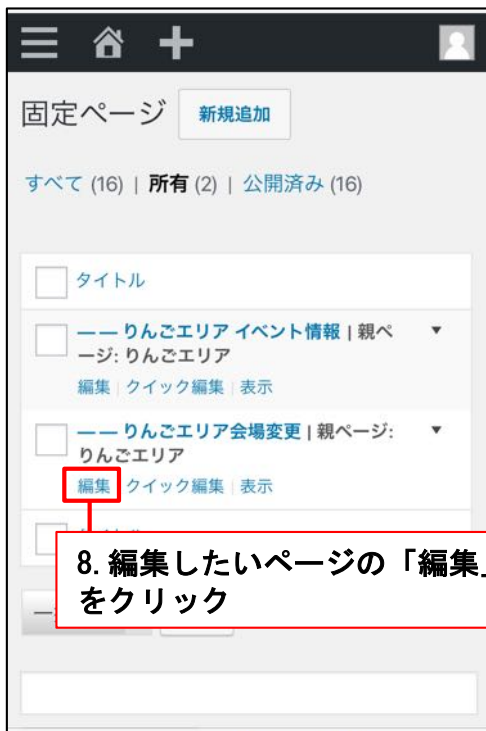 固定ページ 新規追加
すべて (16) | 所有 (2) | 公開済み (16)
タイトル
—— りんごエリア イベント情報 | 親ペ
ージ: りんごエリア
編集 | クイック編集 | 表示
—— りんごエリア会場変更 | 親ページ:
りんごエリア
編集 | クイック編集 | 表示
8. 編集したいページの「編集」
をクリック